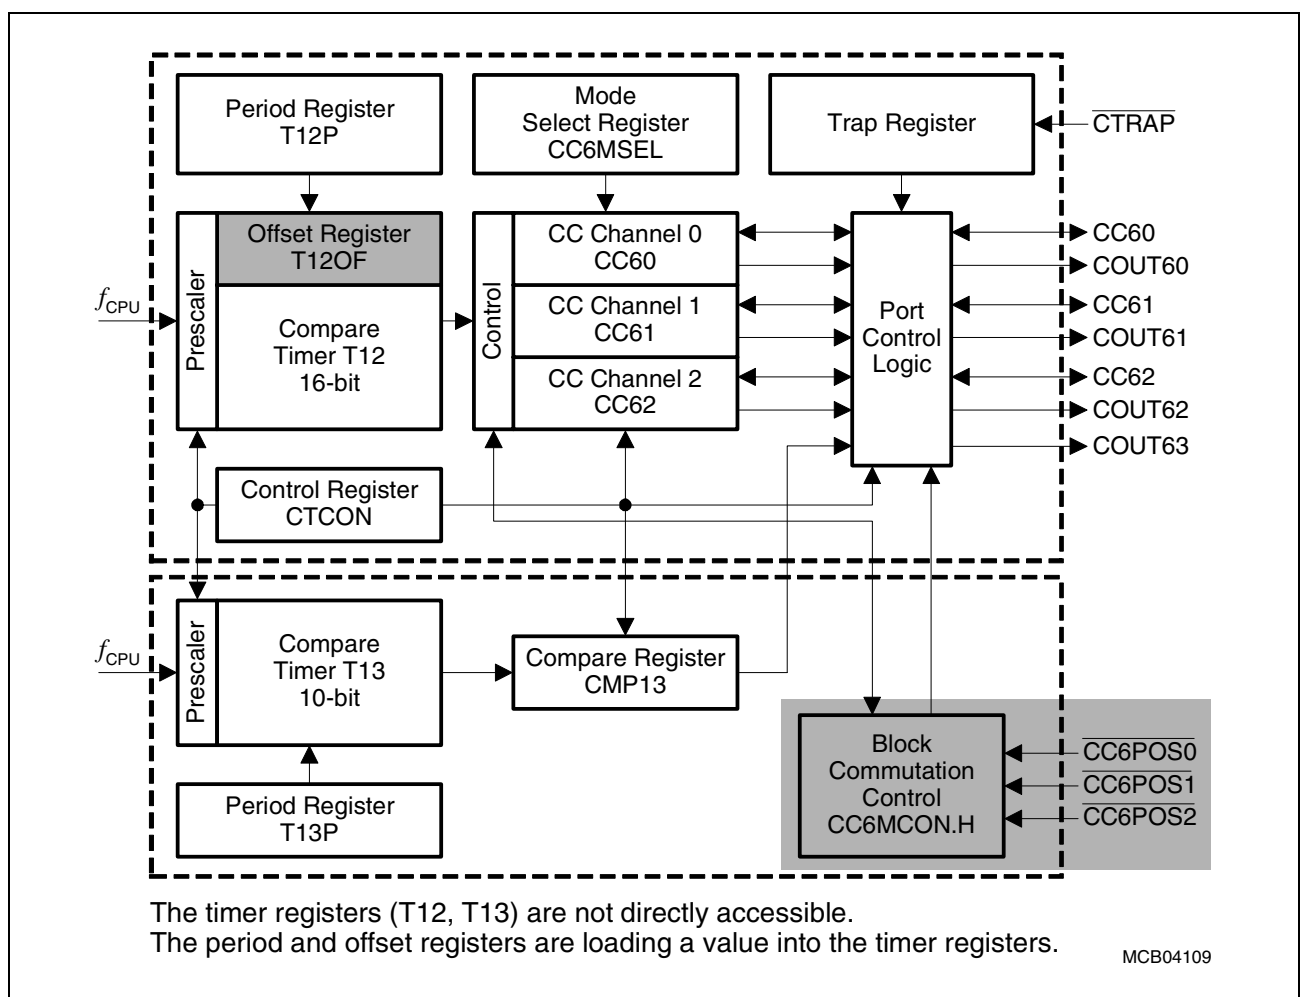 Period Register
T12P
Mode
Select Register
CC6MSEL
Trap Register
CTRAP
Prescaler
Offset Register
T12OF
Compare
Timer T12
16-bit
fCPU
Control
CC Channel 0
CC60
CC Channel 1
CC61
CC Channel 2
CC62
Port
Control
Logic
CC60
COUT60
CC61
COUT61
CC62
COUT62
COUT63
Control Register
CTCON
fCPU
Prescaler
Compare
Timer T13
10-bit
Compare Register
CMP13
Period Register
T13P
Block
Commutation
Control
CC6MCON.H
CC6POS0
CC6POS1
CC6POS2
The timer registers (T12, T13) are not directly accessible.
The period and offset registers are loading a value into the timer registers.
MCB04109